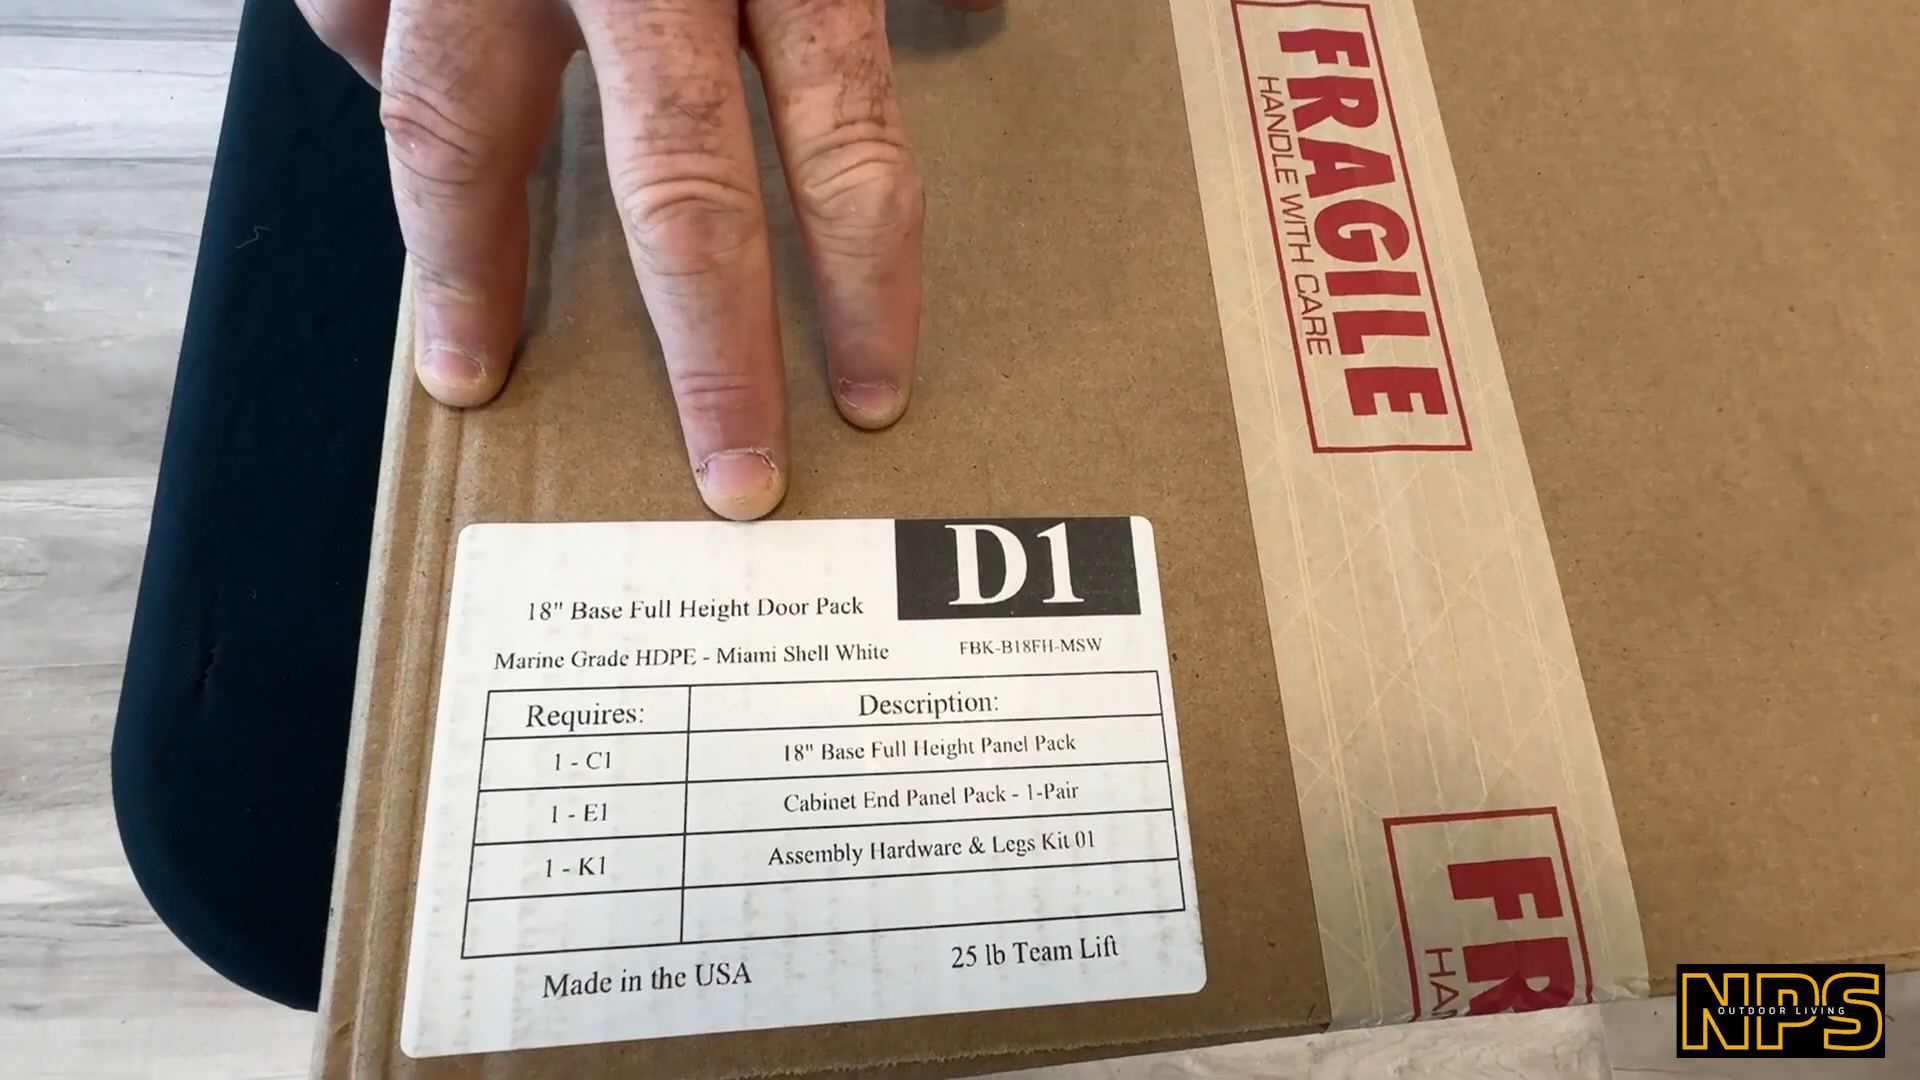 FRAGILE
HANDLE WITH CARE
D1
18" Base Full Height Door Pack
Marine Grade HDPE - Miami Shell White
FBK-B18FH-MSW
Requires: Description:
1 - C1 18" Base Full Height Panel Pack
1 - E1 Cabinet End Panel Pack - 1-Pair
1 - K1 Assembly Hardware & Legs Kit 01
Made in the USA
25 lb Team Lift
FR
HA
NPS
OUTDOOR LIVING